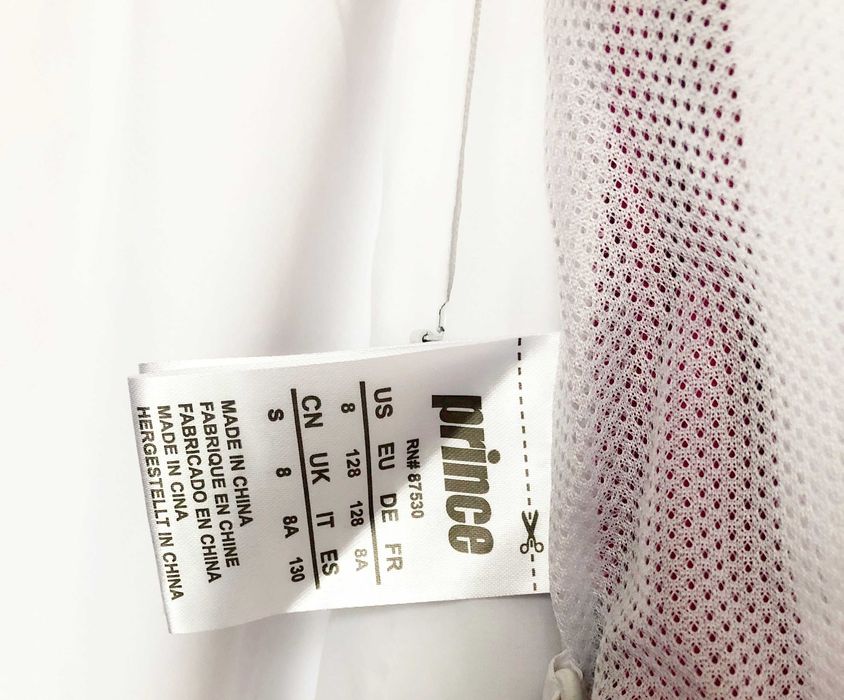 prince
RN# 87530
US EU DE FR
8 128 128 8A
CN UK IT ES
S 8 8A 130
MADE IN CHINA
FABRIQUE EN CHINE
FABRICADO EN CHINA
MADE IN CINA
HERGESTELLT IN CHINA